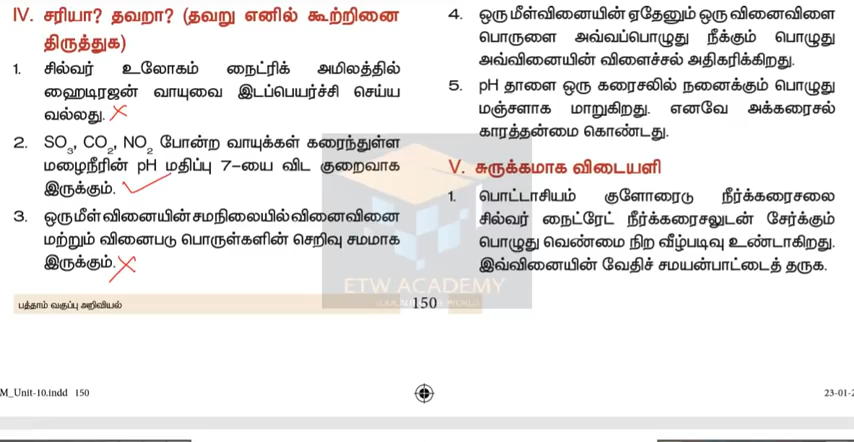 IV. சரியா? தவறா? (தவறு எனில் கூற்றினை
திருத்துக)
1. சில்வர் உலோகம் நைட்ரிக் அமிலத்தில்
ஹைடிரஜன் வாயுவை இடப்பெயர்ச்சி செய்ய
வல்லது.
2. SO₃, CO₂, NO₂ போன்ற வாயுக்கள் கரைந்துள்ள
மழைநீரின் pH மதிப்பு 7-யை விட குறைவாக
இருக்கும்.
3. ஒரு மீள்வினையின் சமநிலையில் வினைவினை
மற்றும் வினைபடு பொருள்களின் செறிவு சமமாக
இருக்கும்.
பத்தாம் வகுப்பு அறிவியல்
4. ஒரு மீள்வினையின் ஏதேனும் ஒரு வினைவிளை
பொருளை அவ்வப்பொழுது நீக்கும் பொழுது
அவ்வினையின் விளைச்சல் அதிகரிக்கிறது.
5. pH தாளை ஒரு கரைசலில் நனைக்கும் பொழுது
மஞ்சளாக மாறுகிறது. எனவே அக்கரைசல்
காரத்தன்மை கொண்டது.
V. சுருக்கமாக விடையளி
1. பொட்டாசியம் குளோரைடு நீர்க்கரைசலை
சில்வர் நைட்ரேட் நீர்க்கரைசலுடன் சேர்க்கும்
பொழுது வெண்மை நிற வீழ்படிவு உண்டாகிறது.
இவ்வினையின் வேதிச் சமயன்பாட்டைத் தருக.
ETW ACADEMY
150
M_Unit-10.indd 150
23-01-2